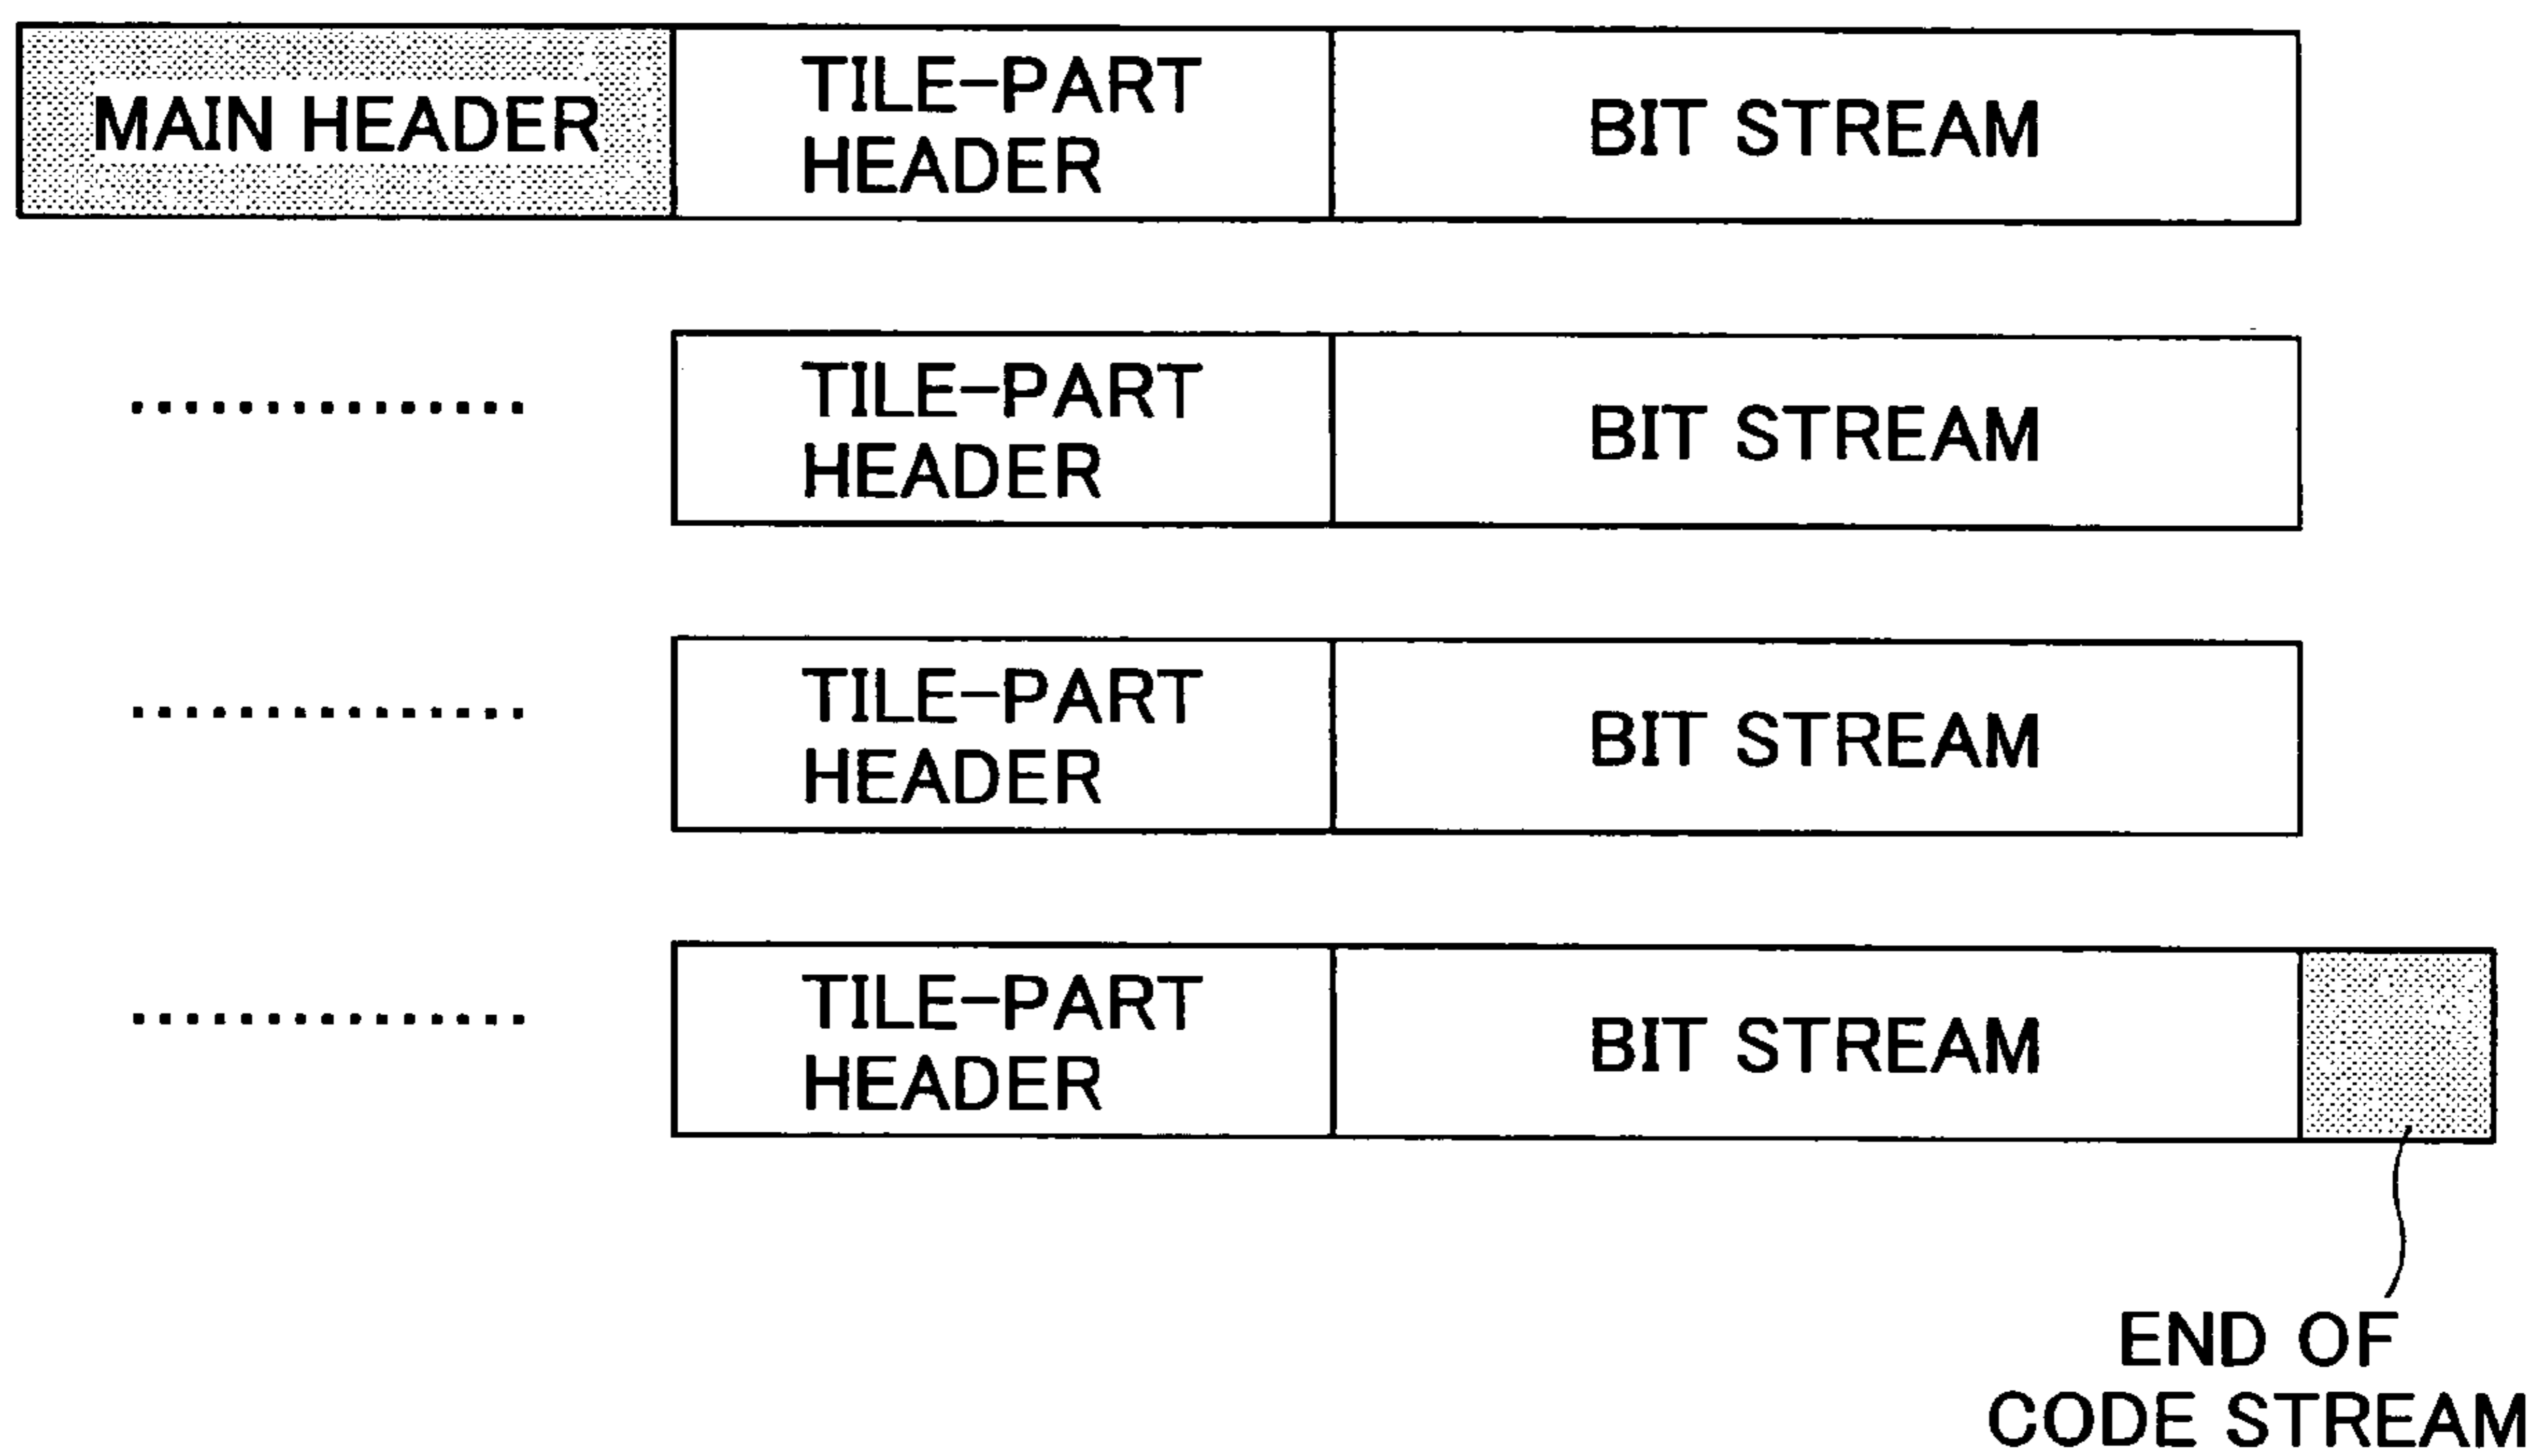 MAIN HEADER
TILE-PART
HEADER
BIT STREAM
TILE-PART
HEADER
BIT STREAM
TILE-PART
HEADER
BIT STREAM
TILE-PART
HEADER
BIT STREAM
END OF
CODE STREAM